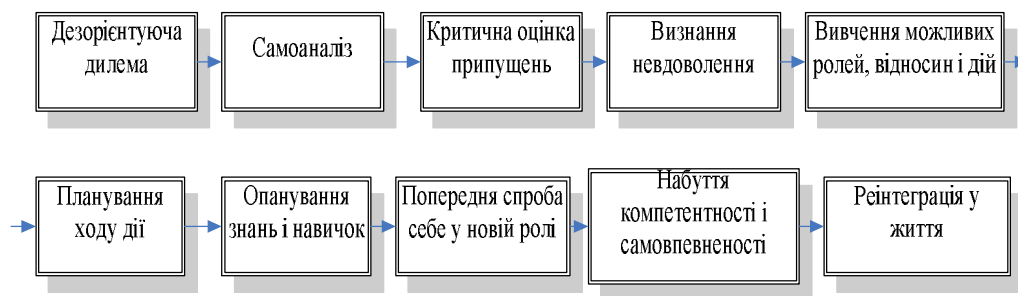 Дезорієнтуюча
дилема
Самоаналіз
Критична оцінка
припущень
Визнання
невдоволення
Вивчення можливих
ролей, відносин і дій
Планування
ходу дії
Опанування
знань і навичок
Попередня спроба
себе у новій ролі
Набуття
компетентності і
самовпевненості
Реінтеграція у
життя